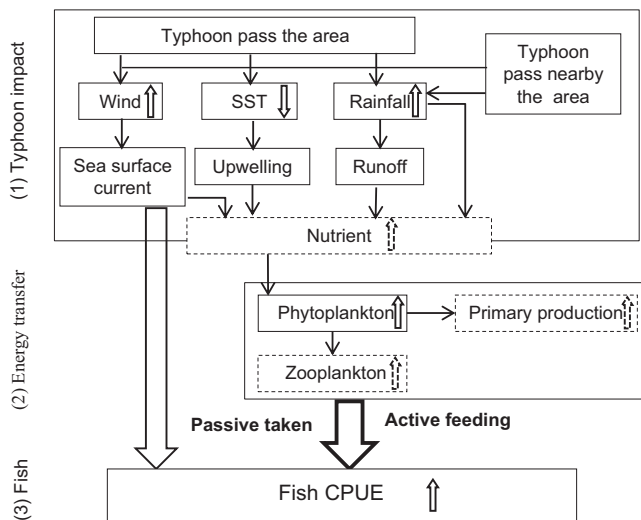 Typhoon pass the area
Typhoon
pass nearby
the area
Wind
SST
Rainfall
Sea surface
current
Upwelling
Runoff
Nutrient
(1) Typhoon impact
Phytoplankton
Primary production
Zooplankton
(2) Energy transfer
Passive taken
Active feeding
Fish CPUE
(3) Fish